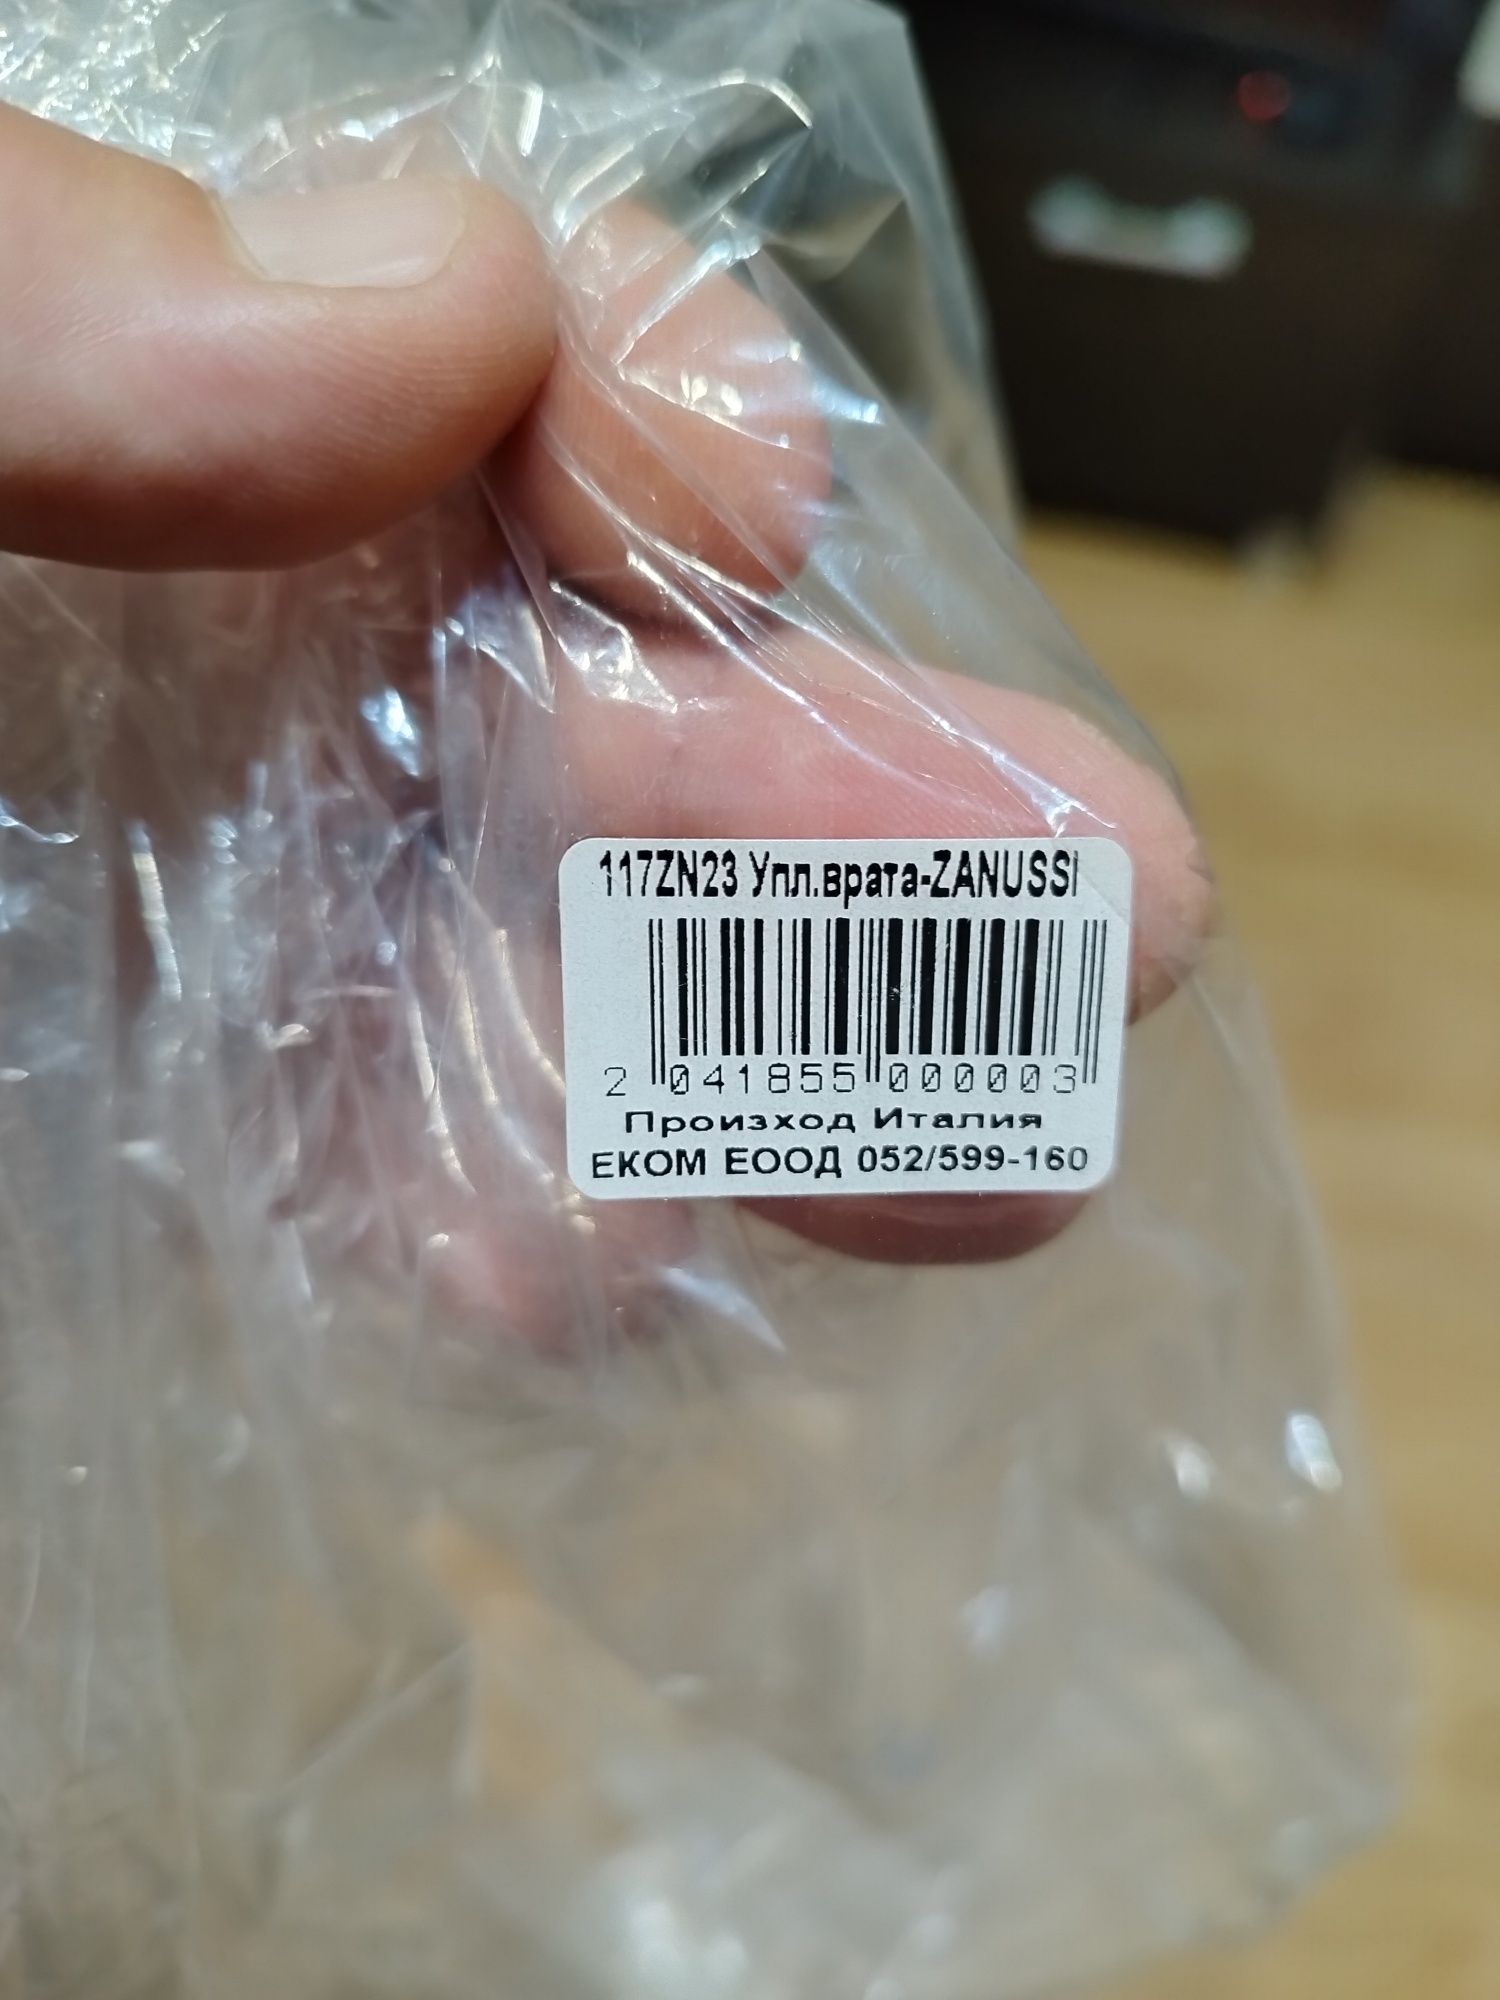 117ZN23 Упл.врата-ZANUSSI
2 041855 000003
Произход Италия
ЕКОМ ЕООД 052/599-160